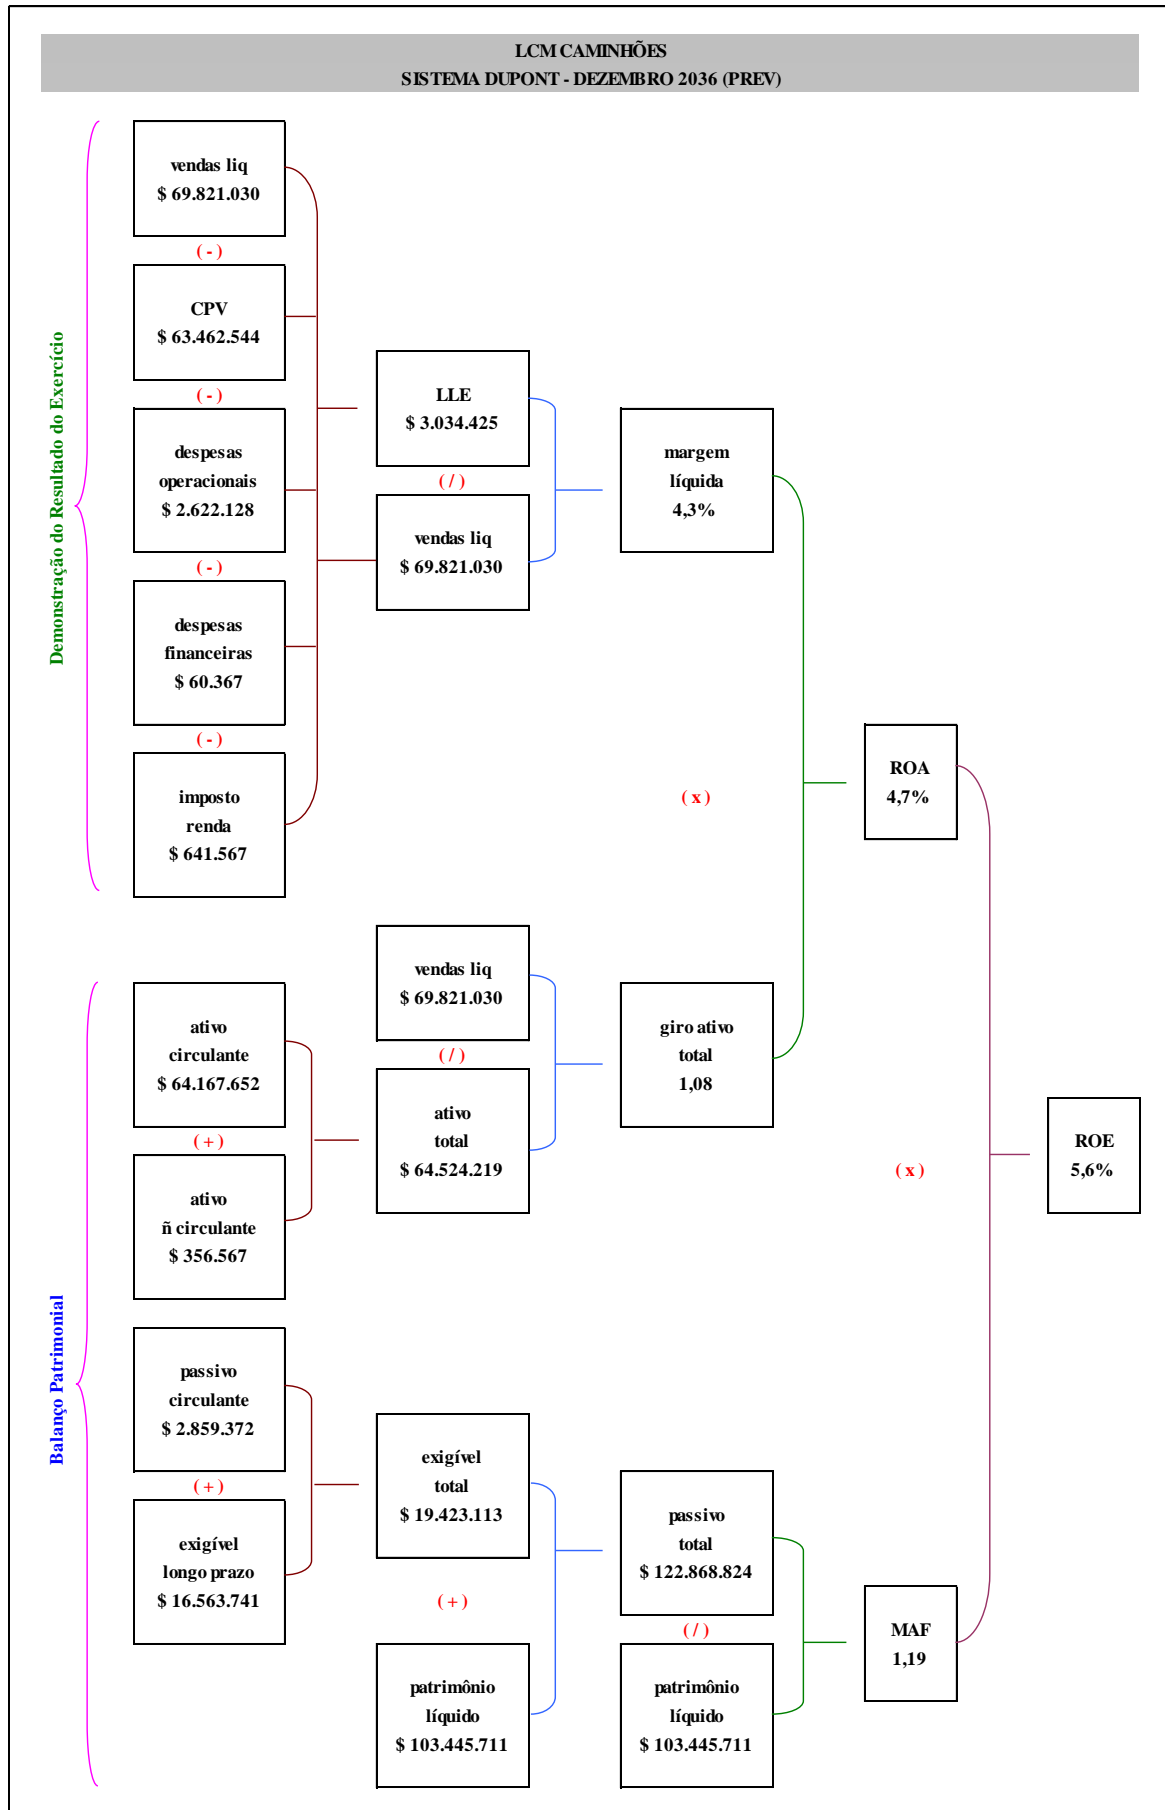 LCM CAMINHÕES
SISTEMA DUPONT - DEZEMBRO 2036 (PREV)
Demonstração do Resultado do Exercício
vendas liq
$ 69.821.030
( - )
CPV
$ 63.462.544
( - )
despesas
operacionais
$ 2.622.128
( - )
despesas
financeiras
$ 60.367
( - )
imposto
renda
$ 641.567
LLE
$ 3.034.425
( / )
vendas liq
$ 69.821.030
margem
líquida
4,3%
( x )
ROA
4,7%
Balanço Patrimonial
ativo
circulante
$ 64.167.652
( + )
ativo
ñ circulante
$ 356.567
vendas liq
$ 69.821.030
( / )
ativo
total
$ 64.524.219
giro ativo
total
1,08
( x )
ROE
5,6%
passivo
circulante
$ 2.859.372
( + )
exigível
longo prazo
$ 16.563.741
exigível
total
$ 19.423.113
( + )
patrimônio
líquido
$ 103.445.711
passivo
total
$ 122.868.824
( / )
patrimônio
líquido
$ 103.445.711
MAF
1,19